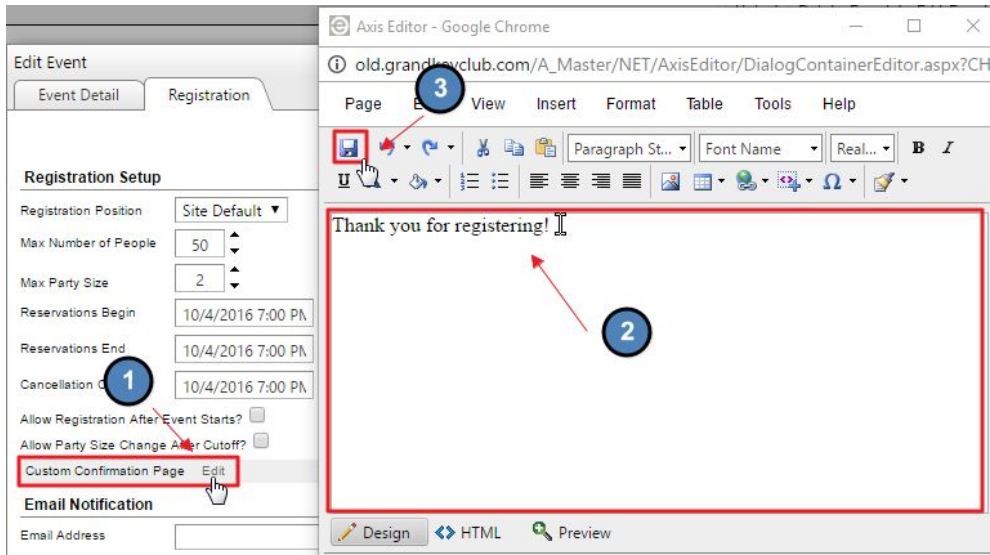 Edit Event
Event Detail
Registration
Registration Setup
Registration Position
Site Default
Max Number of People
50
Max Party Size
2
Reservations Begin
10/4/2016 7:00 PM
Reservations End
10/4/2016 7:00 PM
Cancellation
10/4/2016 7:00 PM
1
Allow Registration After Event Starts?
Allow Party Size Change After Cutoff?
Custom Confirmation Page Edit
Email Notification
Email Address
Axis Editor - Google Chrome
old.grandkeyclub.com/A_Master/NET/AxisEditor/DialogContainerEditor.aspx?CH
3
Page View Insert Format Table Tools Help
Paragraph St... Font Name Real... B I
U
Thank you for registering!
2
Design HTML Preview